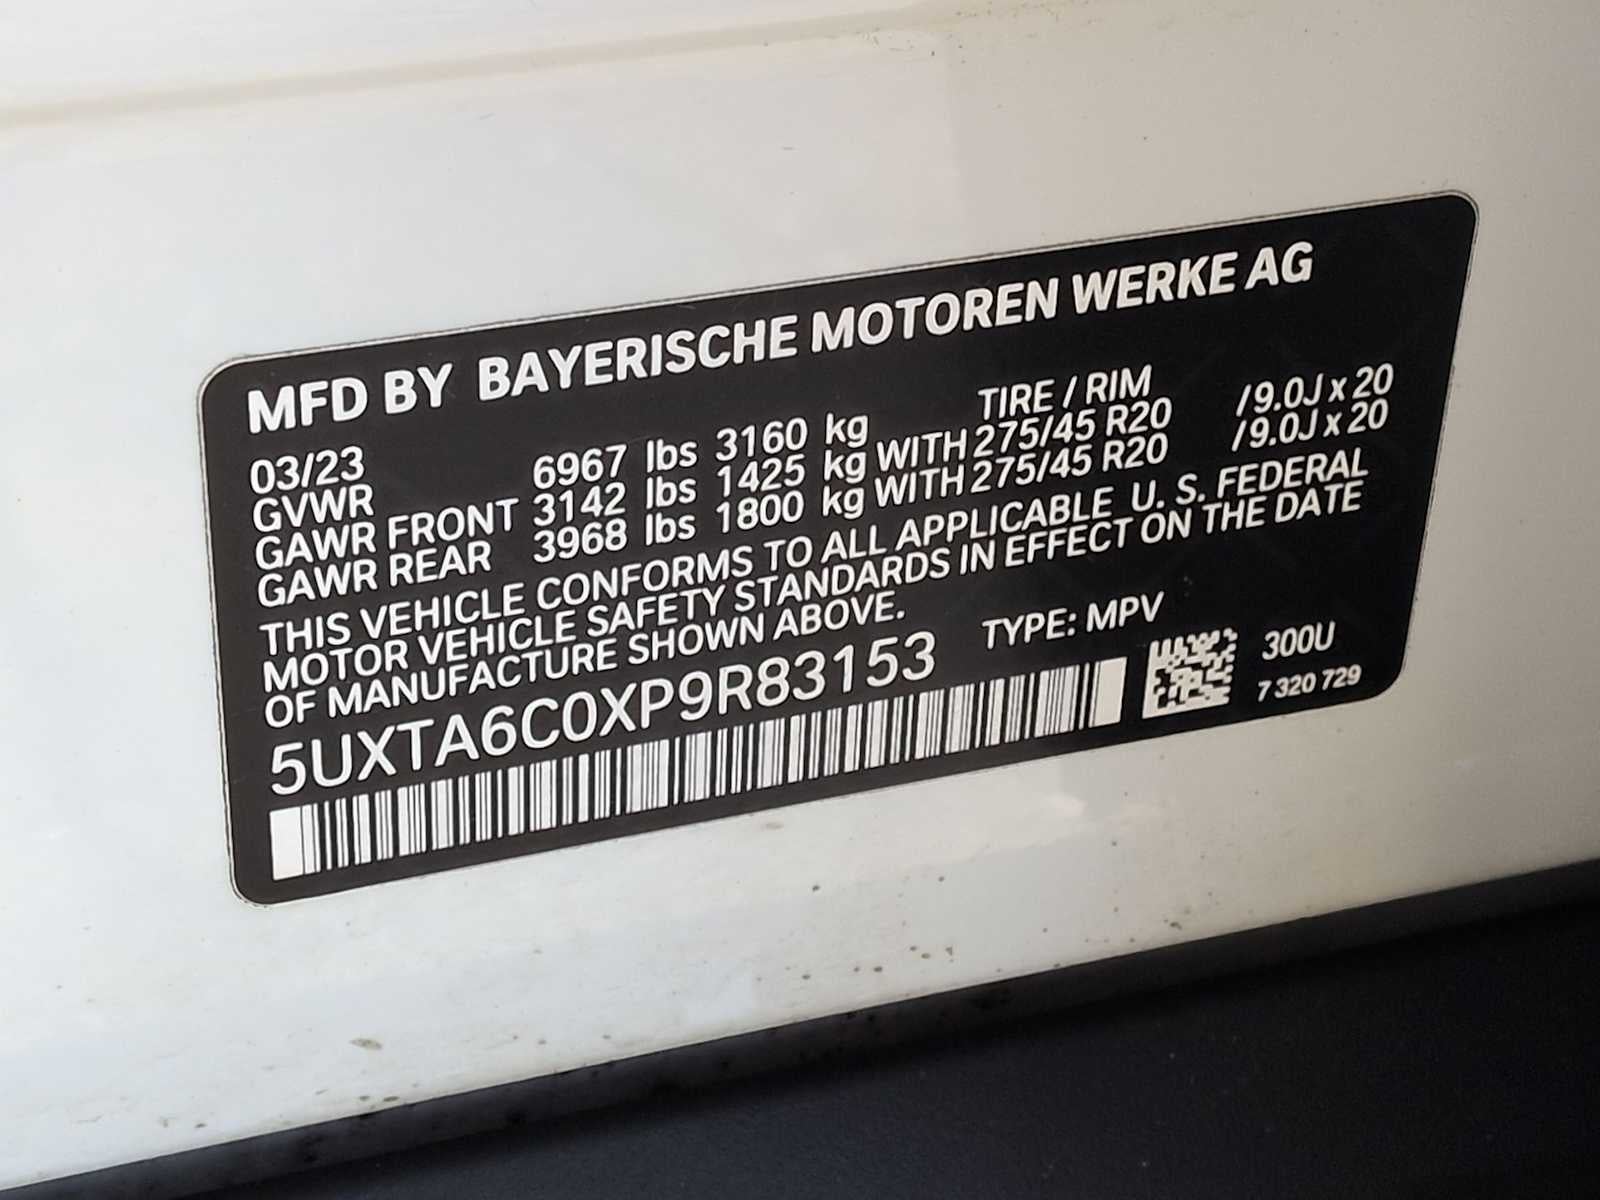 MFD BY BAYERISCHE MOTOREN WERKE AG
03/23 TIRE / RIM
GVWR 6967 lbs 3160 kg
GAWR FRONT 3142 lbs 1425 kg WITH 275/45 R20 /9.0J x 20
GAWR REAR 3968 lbs 1800 kg WITH 275/45 R20 /9.0J x 20
THIS VEHICLE CONFORMS TO ALL APPLICABLE U. S. FEDERAL
MOTOR VEHICLE SAFETY STANDARDS IN EFFECT ON THE DATE
OF MANUFACTURE SHOWN ABOVE.
5UXTA6C0XP9R83153 TYPE: MPV
300U
7 320 729